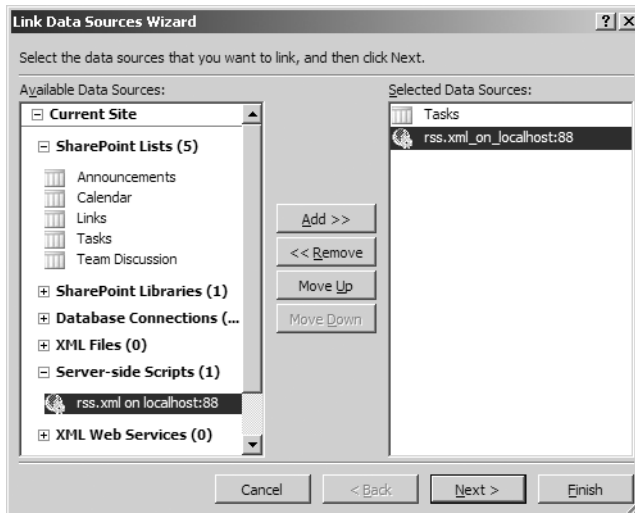 Link Data Sources Wizard
Select the data sources that you want to link, and then click Next.
Available Data Sources:
Current Site
SharePoint Lists (5)
Announcements
Calendar
Links
Tasks
Team Discussion
SharePoint Libraries (1)
Database Connections (...
XML Files (0)
Server-side Scripts (1)
rss.xml on localhost:88
XML Web Services (0)
Add >>
<< Remove
Move Up
Move Down
Selected Data Sources:
Tasks
rss.xml_on_localhost:88
Cancel
< Back
Next >
Finish